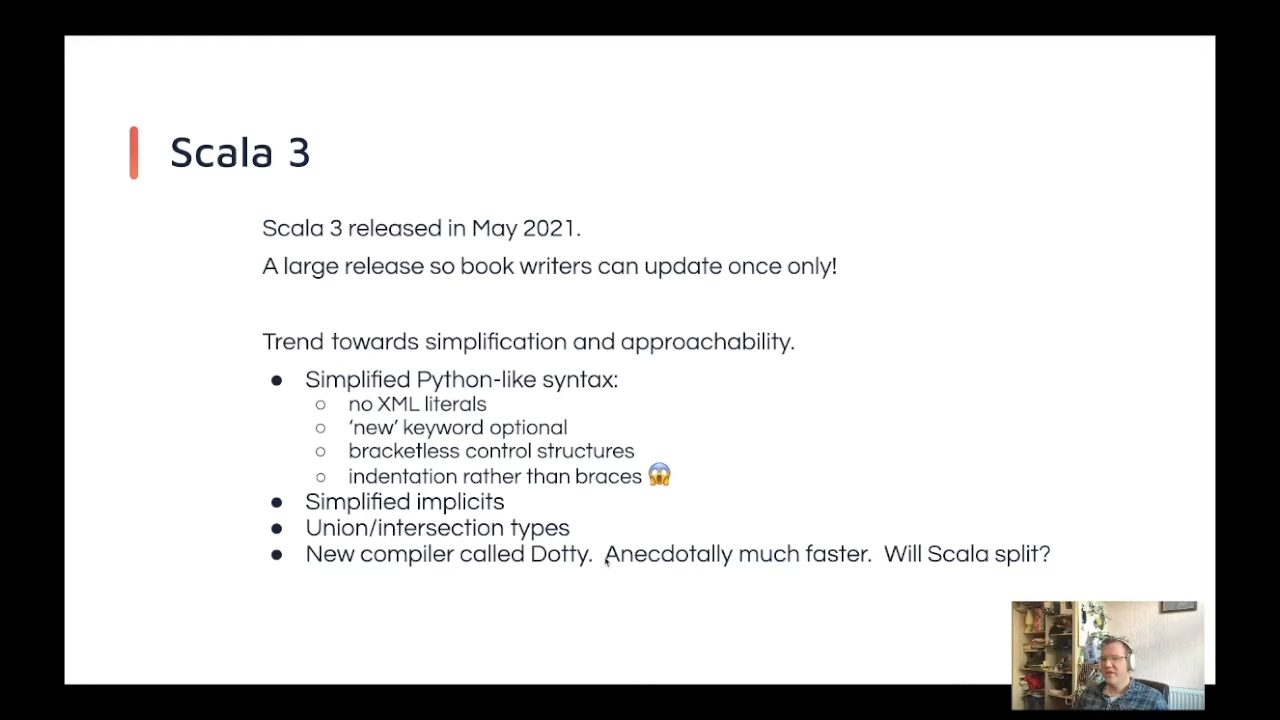 Scala 3
Scala 3 released in May 2021.
A large release so book writers can update once only!
Trend towards simplification and approachability.
● Simplified Python-like syntax:
○ no XML literals
○ ‘new’ keyword optional
○ bracketless control structures
○ indentation rather than braces 😱
● Simplified implicits
● Union/intersection types
● New compiler called Dotty.  Anecdotally much faster.  Will Scala split?